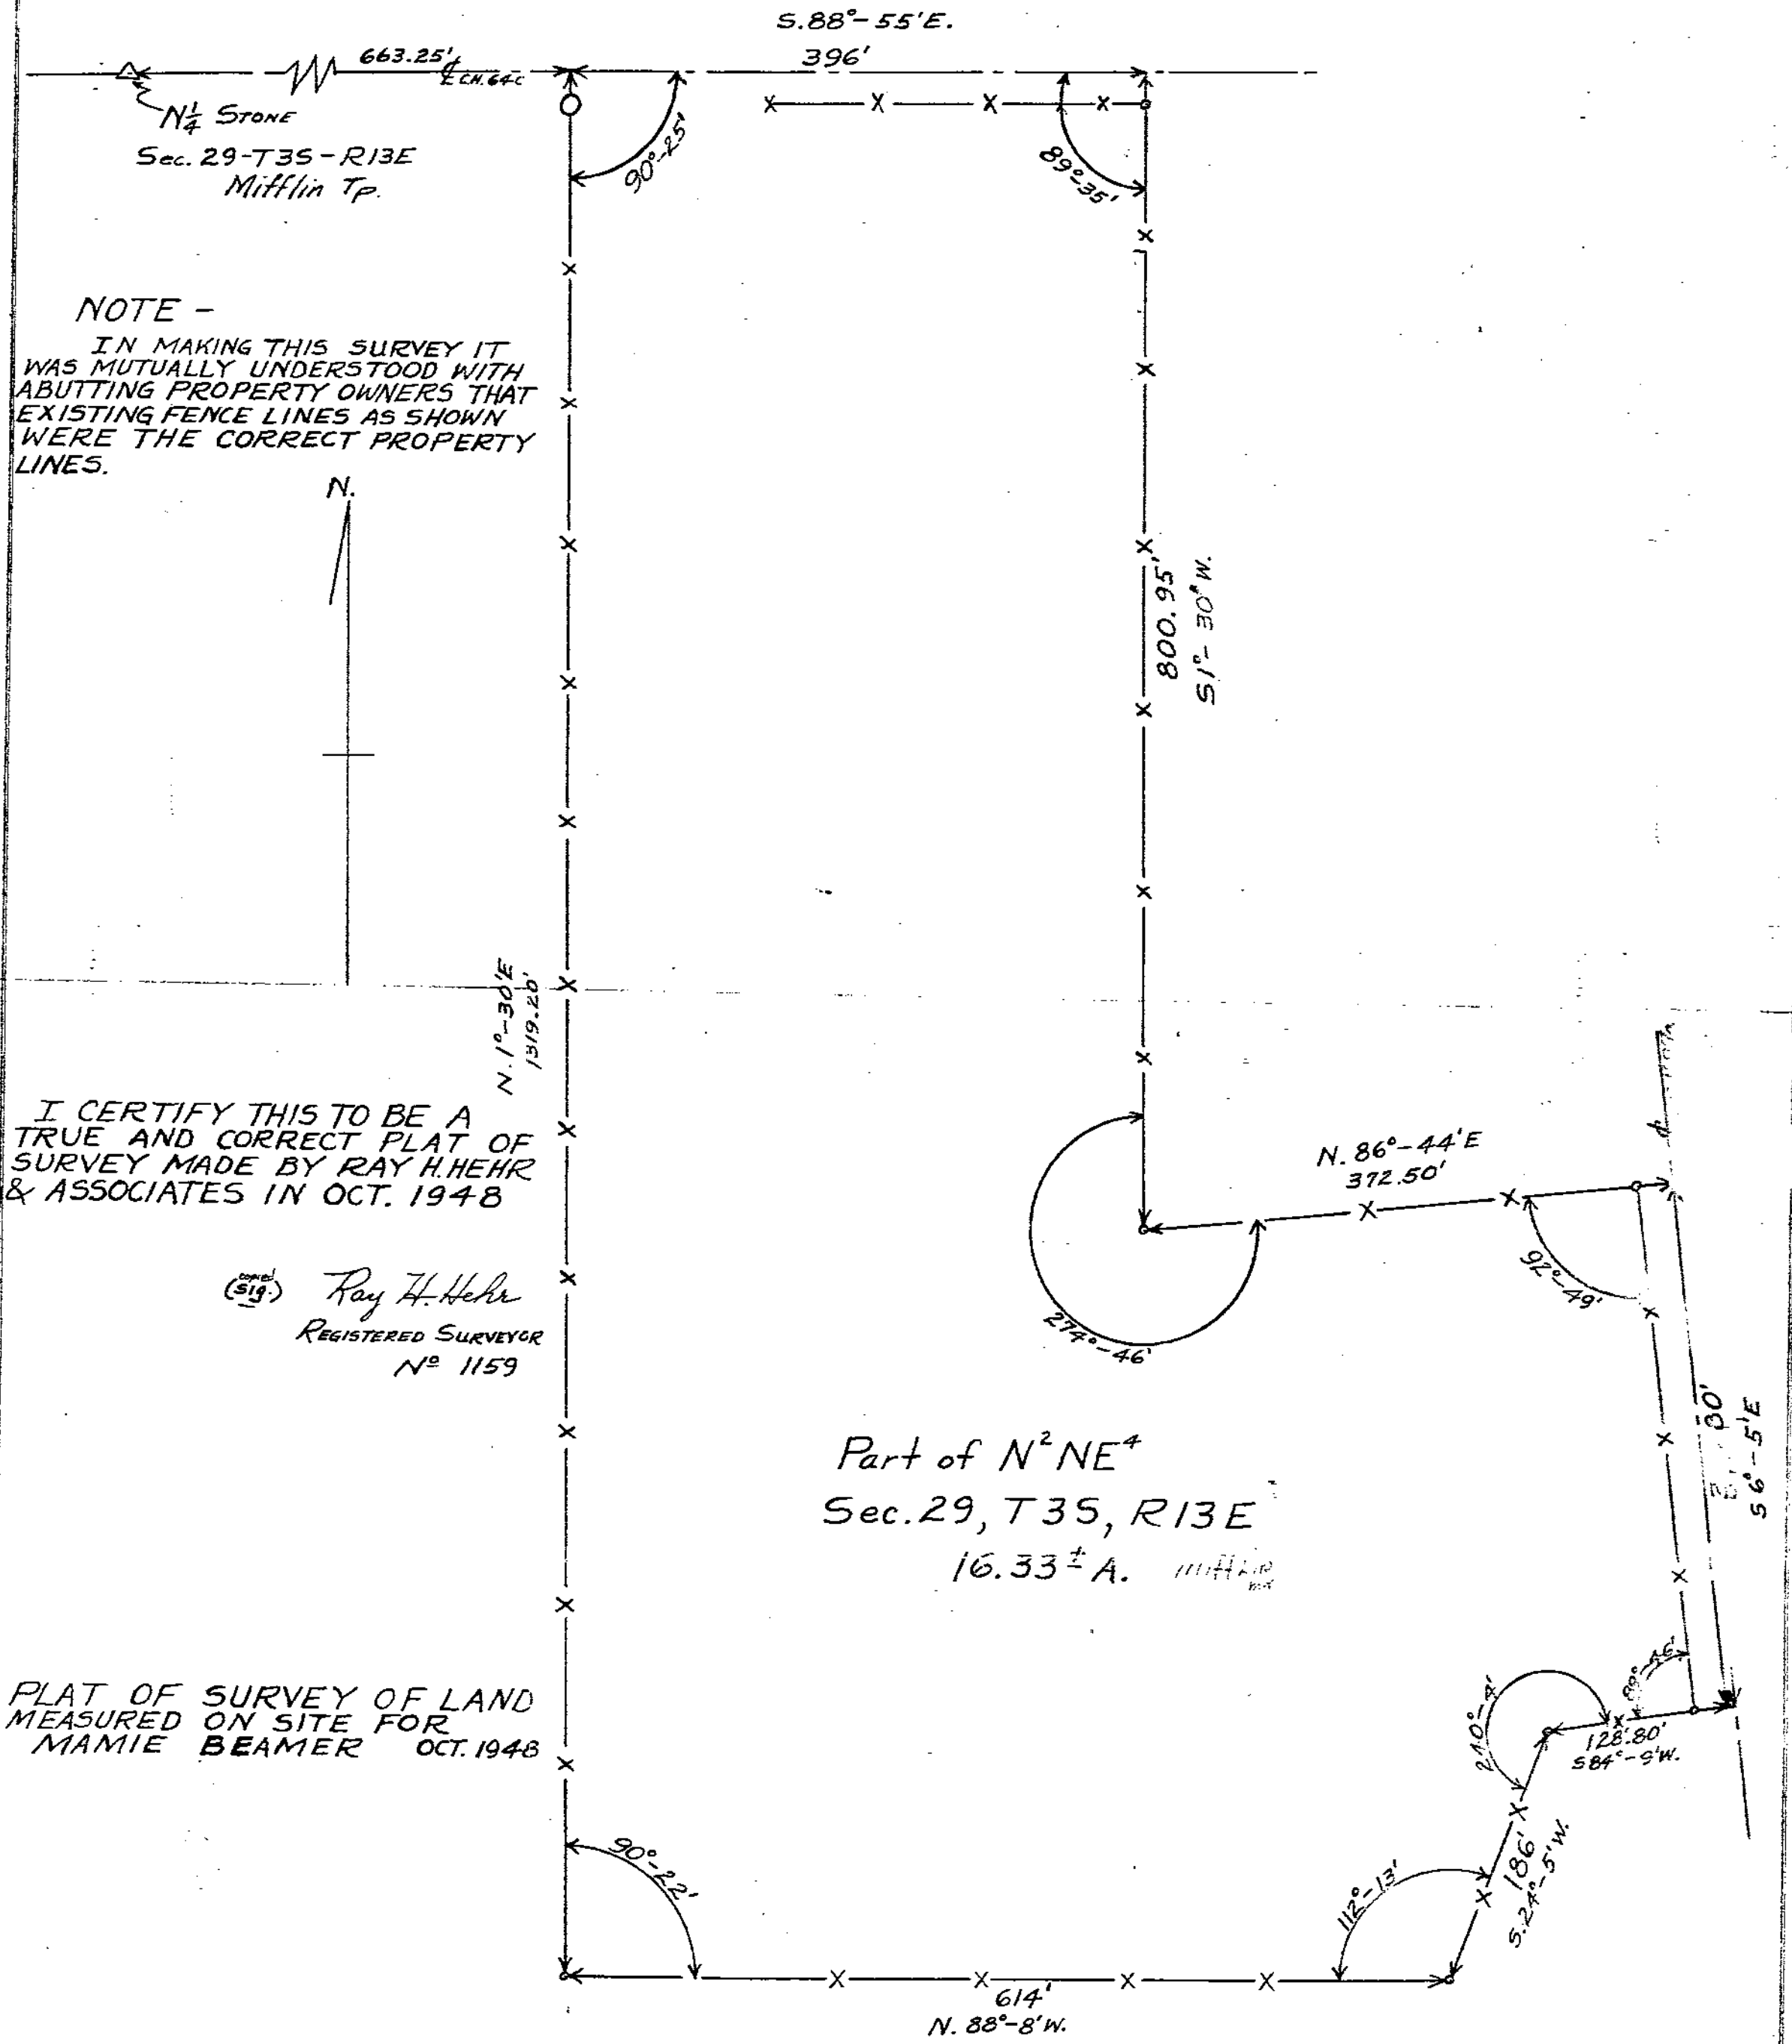 S.88°-55'E.
396'
663.25'
℄ CH.64C
N¼ STONE
Sec. 29-T3S-R13E
Mifflin Tp.
90°-25'
89°-35'
NOTE -
IN MAKING THIS SURVEY IT
WAS MUTUALLY UNDERSTOOD WITH
ABUTTING PROPERTY OWNERS THAT
EXISTING FENCE LINES AS SHOWN
WERE THE CORRECT PROPERTY
LINES.
N.
800.95'
S1°-30'W.
N.1°-30'E
1319.20'
I CERTIFY THIS TO BE A
TRUE AND CORRECT PLAT OF
SURVEY MADE BY RAY H. HEHR
& ASSOCIATES IN OCT. 1948
(copied Sig.) Ray H. Hehr
REGISTERED SURVEYOR
Nº 1159
N. 86°-44'E
372.50'
92°-49'
274°-46'
30'
S6°-5'E
Part of N²NE⁴
Sec.29, T3S, R13E
16.33± A.
PLAT OF SURVEY OF LAND
MEASURED ON SITE FOR
MAMIE BEAMER OCT. 1948
128.80'
S84°-9'W.
186'
S.24°-5'W.
90°-22'
112°-13'
614'
N. 88°-8'W.